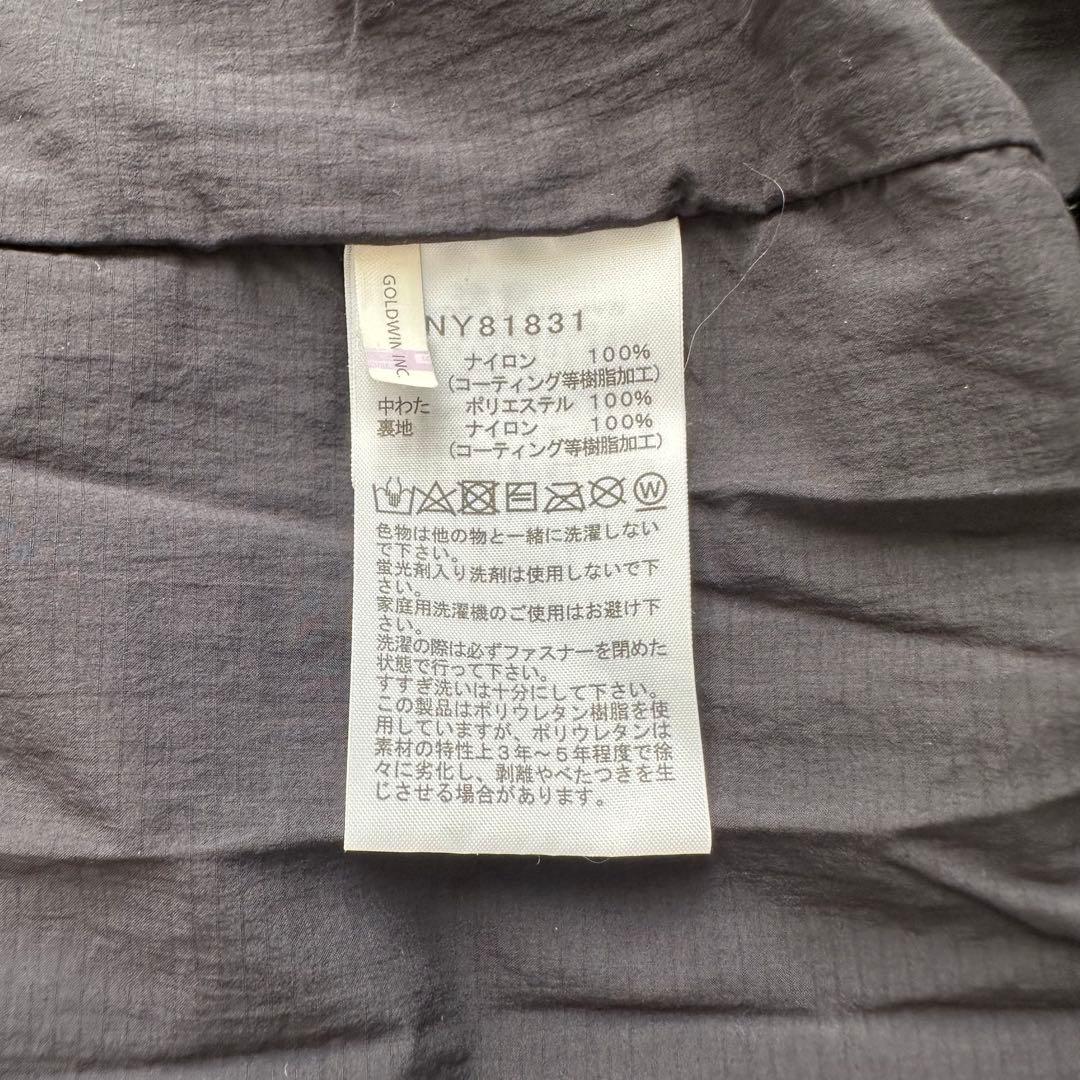 GOLDWIN INC
NY81831
ナイロン 100%
(コーティング等樹脂加工)
中わた ポリエステル 100%
裏地 ナイロン 100%
(コーティング等樹脂加工)
W
色物は他の物と一緒に洗濯しない
で下さい。
蛍光剤入り洗剤は使用しないで下
さい。
家庭用洗濯機のご使用はお避け下
さい。
洗濯の際は必ずファスナーを閉めた
状態で行って下さい。
すすぎ洗いは十分にして下さい。
この製品はポリウレタン樹脂を使
用していますが、ポリウレタンは
素材の特性上3年～5年程度で徐
々に劣化し、剥離やべたつきを生
じさせる場合があります。